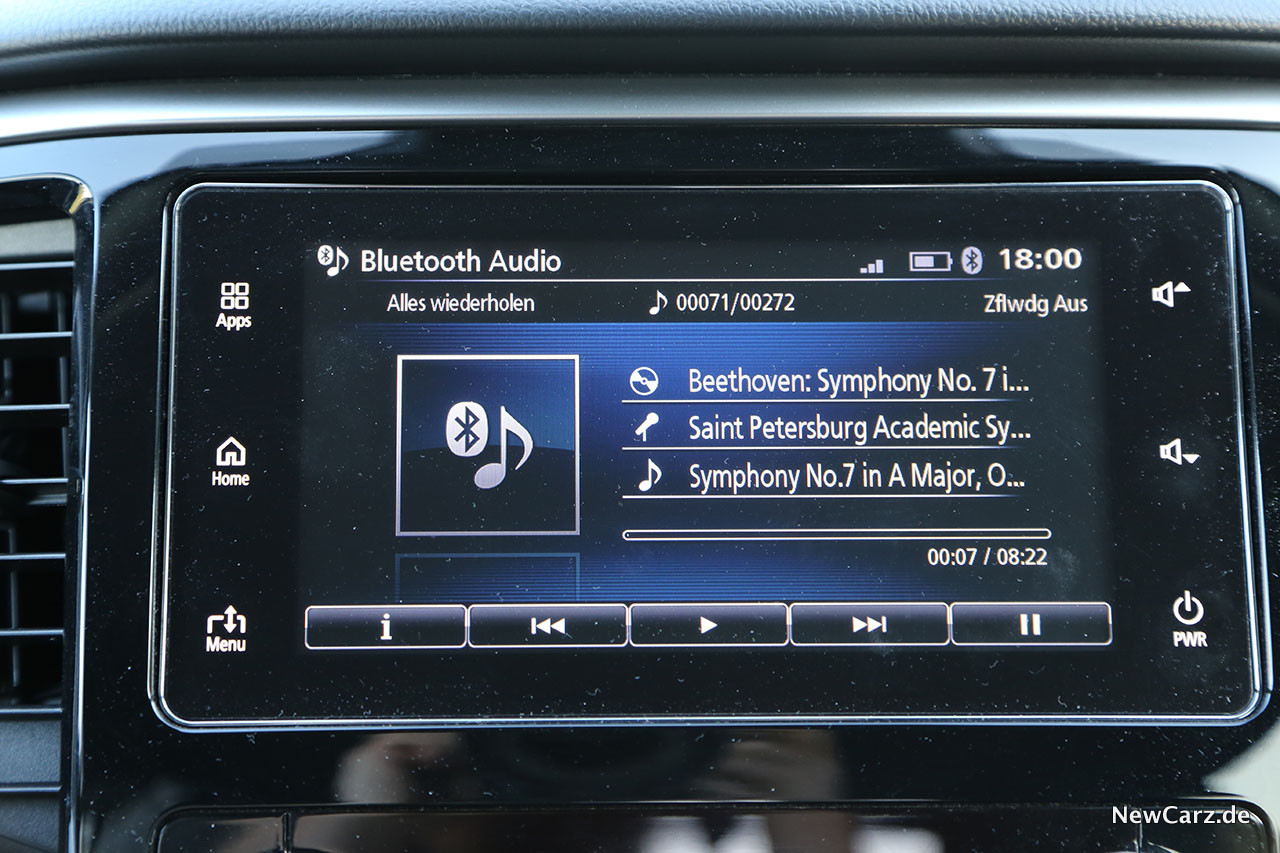 Bluetooth Audio 18:00
Alles wiederholen 00071/00272 Zflwdg Aus
Apps
Beethoven: Symphony No. 7 i...
Saint Petersburg Academic Sy...
Home
Symphony No.7 in A Major, O...
00:07 / 08:22
Menu
i
PWR
NewCarz.de